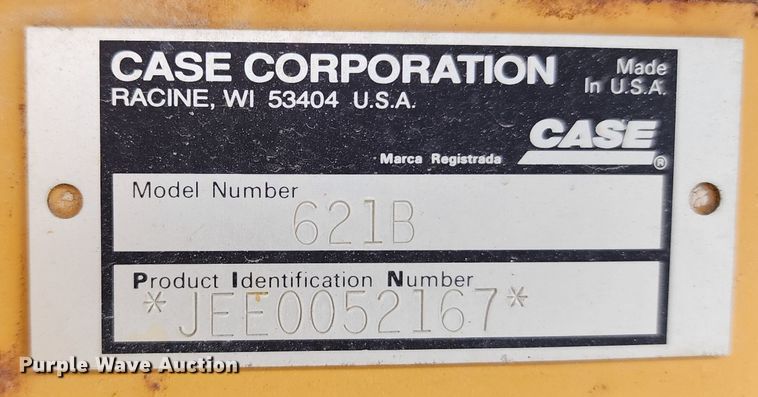 CASE CORPORATION
Made
In U.S.A.
RACINE, WI 53404 U.S.A.
CASE
®
Marca Registrada
Model Number
621B
Product Identification Number
*JEE0052167*
Purple Wave Auction